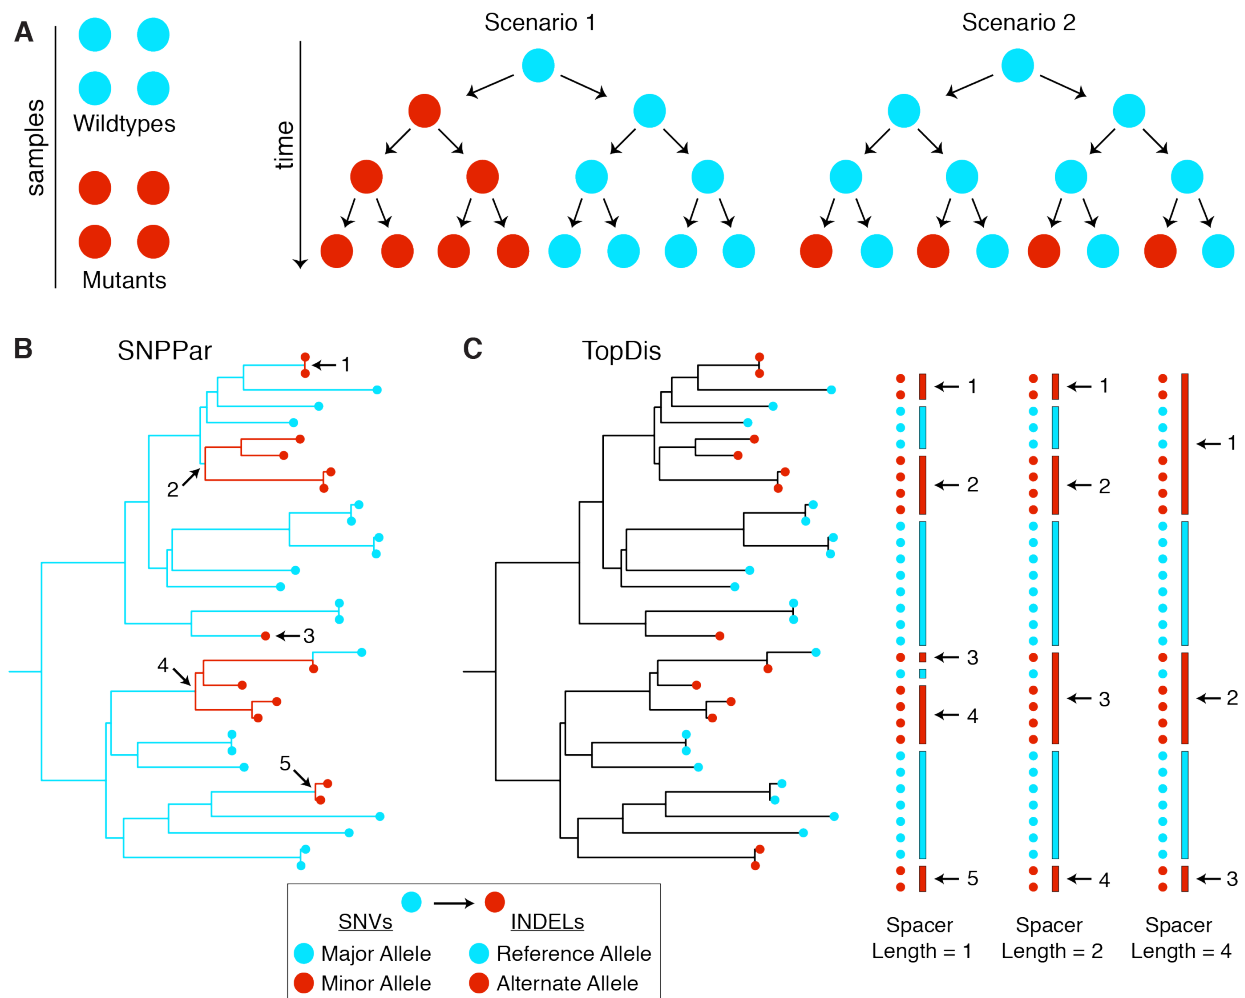 A
samples
Wildtypes
Mutants
time
Scenario 1
Scenario 2
B
SNPPar
1
2
3
4
5
C
TopDis
1
2
3
4
5
Spacer
Length = 1
1
2
3
4
Spacer
Length = 2
1
2
3
Spacer
Length = 4
SNVs
INDELs
Major Allele
Reference Allele
Minor Allele
Alternate Allele